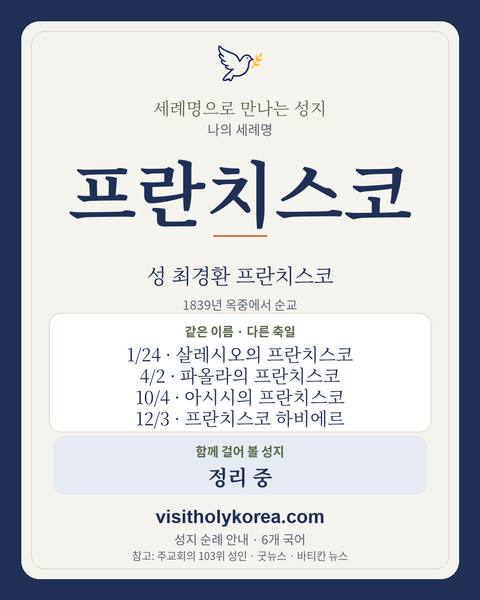 세례명으로 만나는 성지
나의 세례명
프란치스코
성 최경환 프란치스코
1839년 옥중에서 순교
같은 이름 · 다른 축일
1/24 · 살레시오의 프란치스코
4/2 · 파올라의 프란치스코
10/4 · 아시시의 프란치스코
12/3 · 프란치스코 하비에르
함께 걸어 볼 성지
정리 중
visitholykorea.com
성지 순례 안내 · 6개 국어
참고: 주교회의 103위 성인 · 굿뉴스 · 바티칸 뉴스